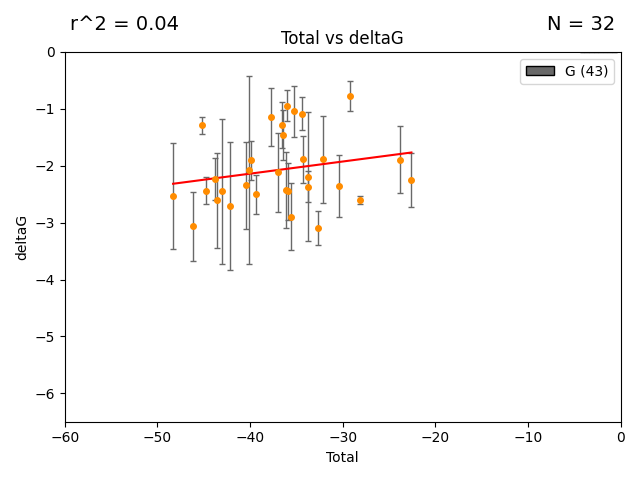 r^2 = 0.04
N = 32
Total vs deltaG
G (43)
0
−1
−2
−3
−4
−5
−6
deltaG
−60 −50 −40 −30 −20 −10 0
Total